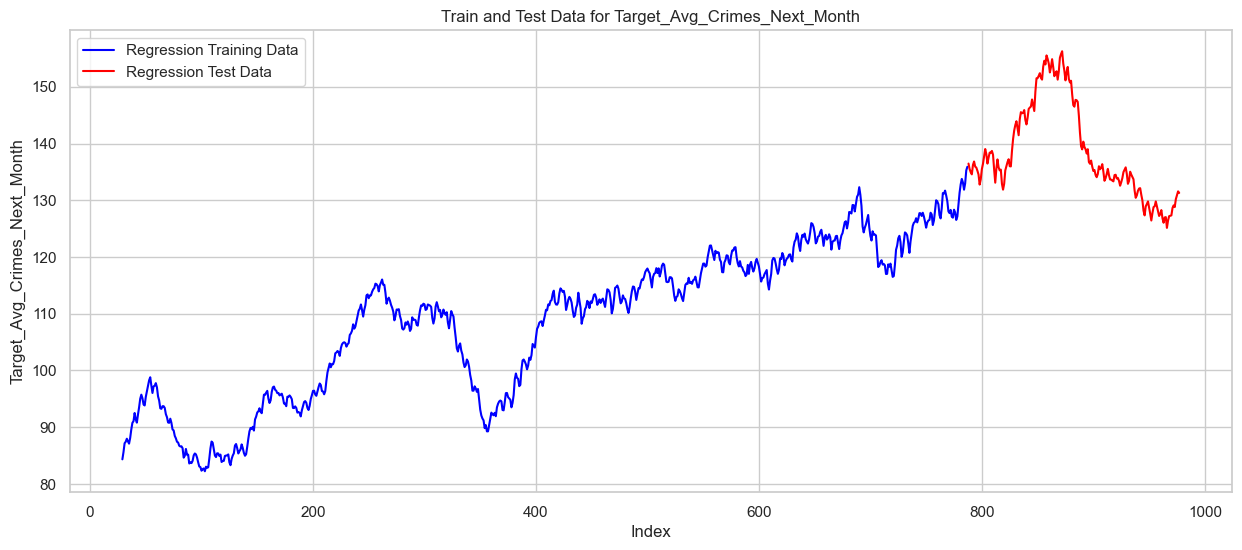 Train and Test Data for Target_Avg_Crimes_Next_Month
Regression Training Data
Regression Test Data
Target_Avg_Crimes_Next_Month
150
140
130
120
110
100
90
80
0
200
400
600
800
1000
Index